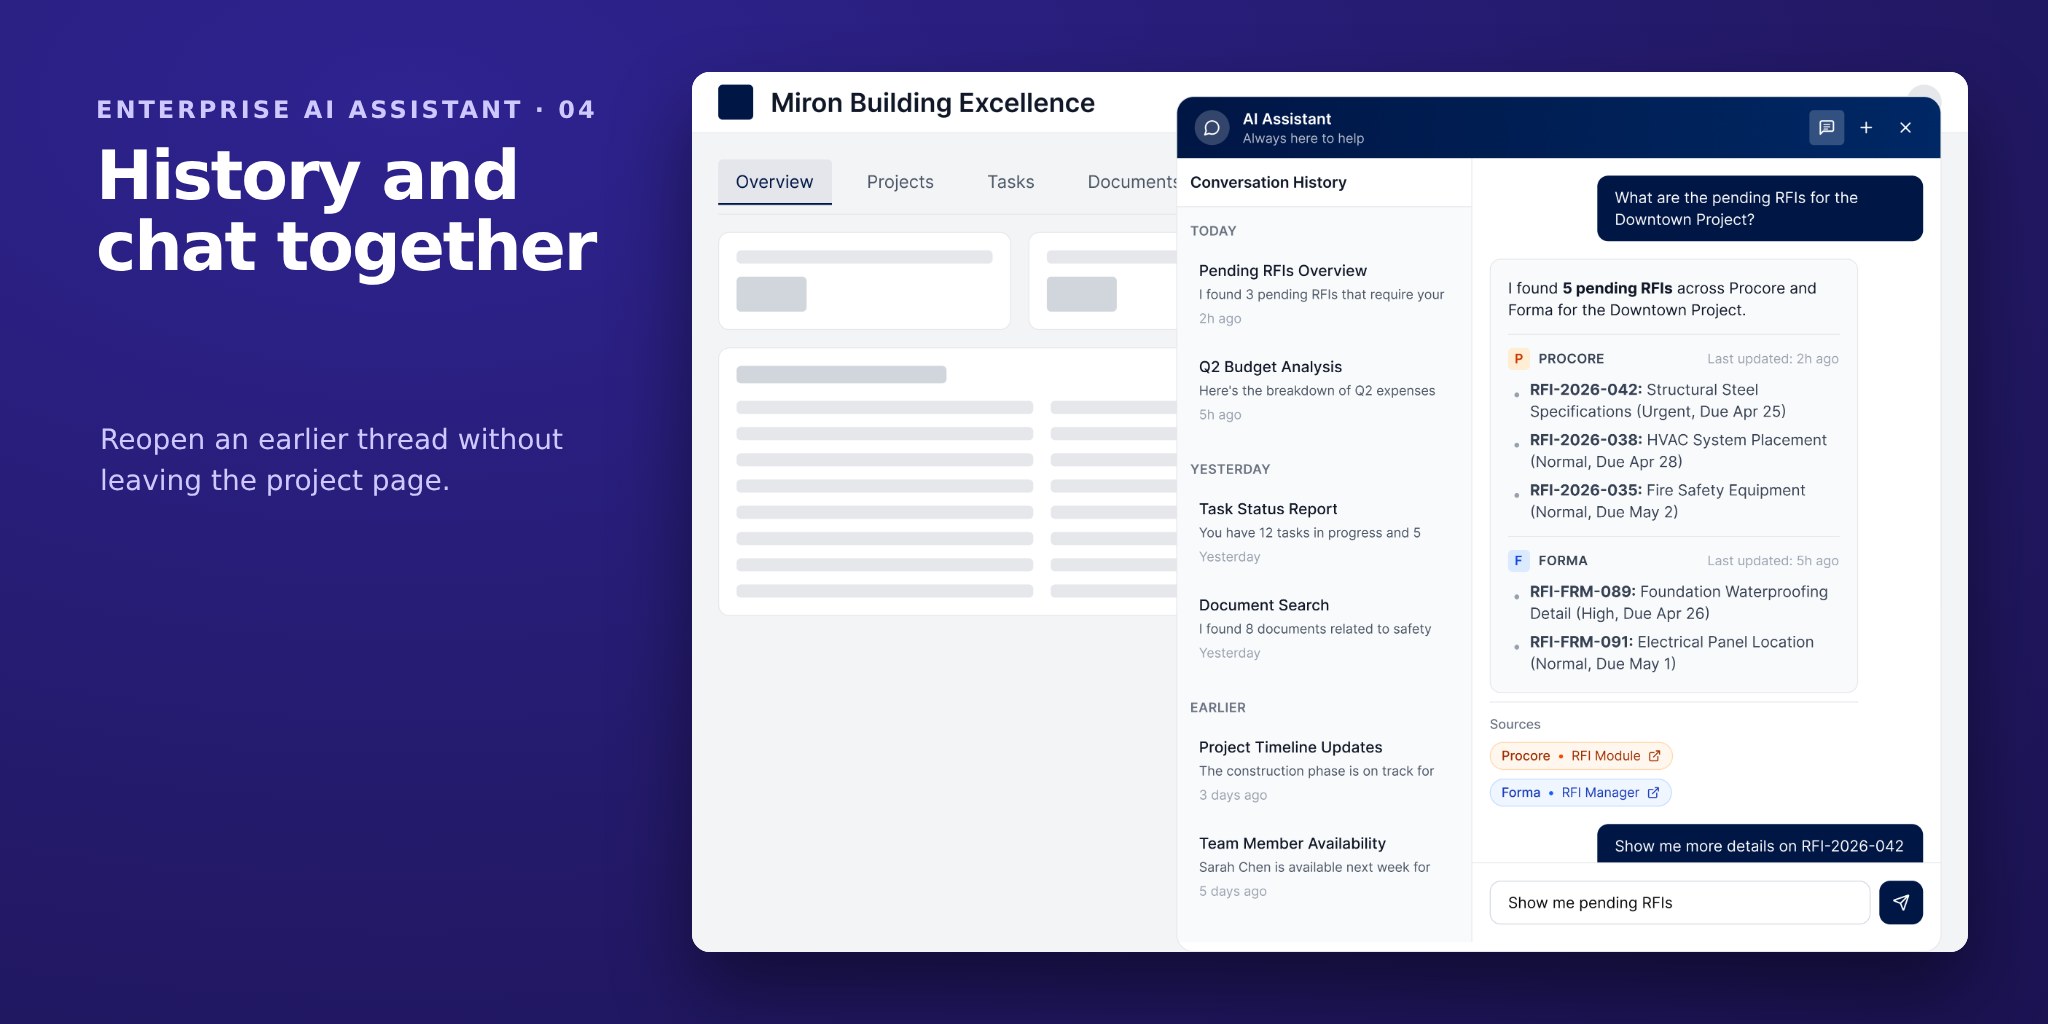 ENTERPRISE AI ASSISTANT · 04
History and
chat together
Reopen an earlier thread without
leaving the project page.
Miron Building Excellence
Overview
Projects
Tasks
Documents
AI Assistant
Always here to help
Conversation History
TODAY
Pending RFIs Overview
I found 3 pending RFIs that require your
2h ago
Q2 Budget Analysis
Here's the breakdown of Q2 expenses
5h ago
YESTERDAY
Task Status Report
You have 12 tasks in progress and 5
Yesterday
Document Search
I found 8 documents related to safety
Yesterday
EARLIER
Project Timeline Updates
The construction phase is on track for
3 days ago
Team Member Availability
Sarah Chen is available next week for
5 days ago
What are the pending RFIs for the
Downtown Project?
I found 5 pending RFIs across Procore and
Forma for the Downtown Project.
P PROCORE Last updated: 2h ago
• RFI-2026-042: Structural Steel
Specifications (Urgent, Due Apr 25)
• RFI-2026-038: HVAC System Placement
(Normal, Due Apr 28)
• RFI-2026-035: Fire Safety Equipment
(Normal, Due May 2)
F FORMA Last updated: 5h ago
• RFI-FRM-089: Foundation Waterproofing
Detail (High, Due Apr 26)
• RFI-FRM-091: Electrical Panel Location
(Normal, Due May 1)
Sources
Procore • RFI Module
Forma • RFI Manager
Show me more details on RFI-2026-042
Show me pending RFIs